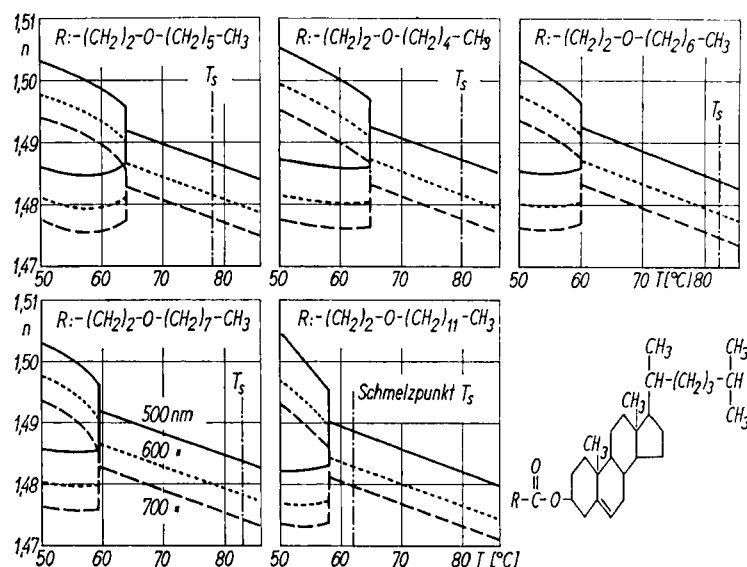 1,51
n
1,50
1,49
1,48
1,47
R:-(CH₂)₂-O-(CH₂)₅-CH₃
Tₛ
50 60 70 80
R:-(CH₂)₂-O-(CH₂)₄-CH₃
Tₛ
50 60 70 80
R:-(CH₂)₂-O-(CH₂)₆-CH₃
Tₛ
50 60 70 T[°C] 80
1,51
n
1,50
1,49
1,48
1,47
R:-(CH₂)₂-O-(CH₂)₇-CH₃
Tₛ
500 nm
600 "
700 "
50 60 70 80
R:-(CH₂)₂-O-(CH₂)₁₁-CH₃
Schmelzpunkt Tₛ
50 60 70 80 T [°C]
CH₃
CH-(CH₂)₃-CH
CH₃
CH₃
CH₃
CH₃
O
R-C-O